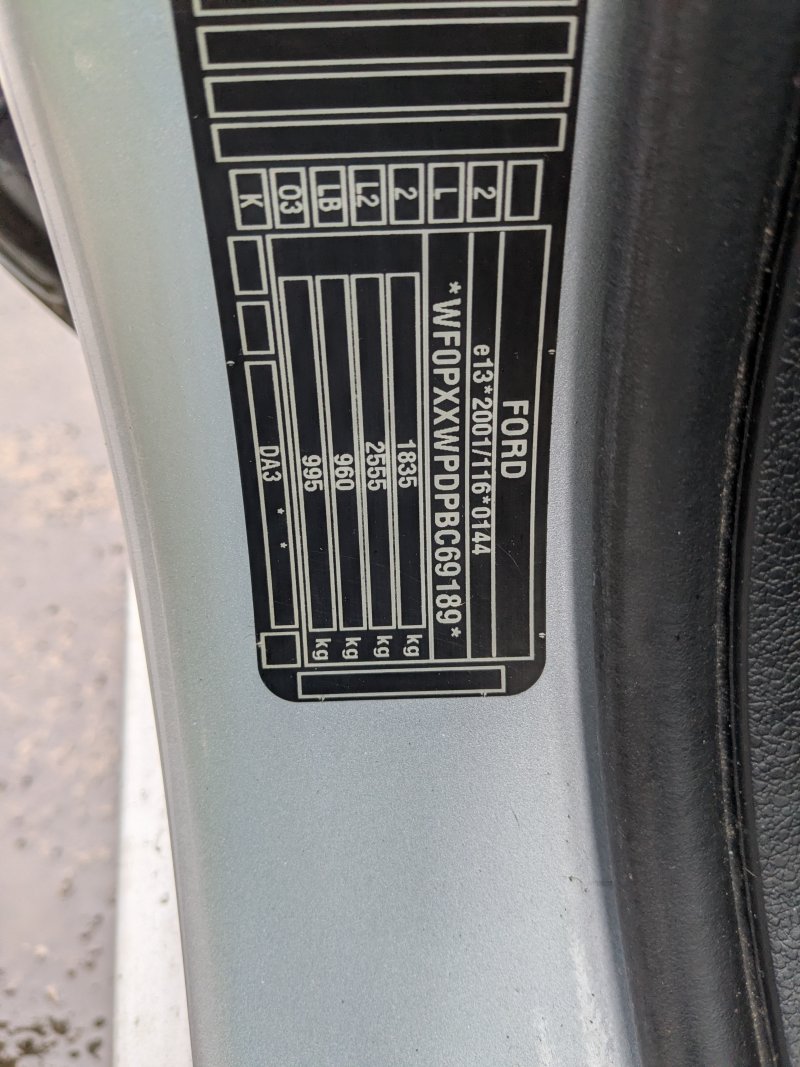 FORD
e13*2001/116*0144
*WF0PXXWPDPBC69189*
1835 kg
2555 kg
960 kg
995 kg
DA3 * *
2
L
2
L2
LB
03
K